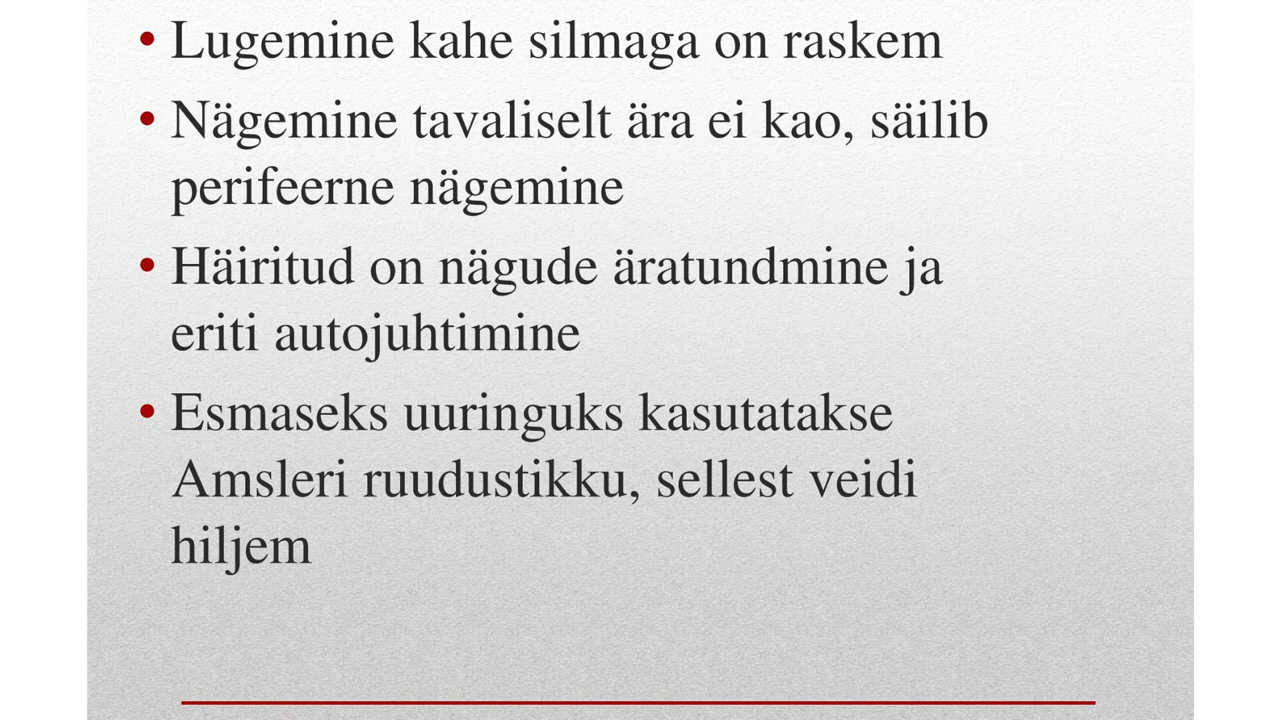 • Lugemine kahe silmaga on raskem
• Nägemine tavaliselt ära ei kao, säilib
perifeerne nägemine
• Häiritud on nägude äratundmine ja
eriti autojuhtimine
• Esmaseks uuringuks kasutatakse
Amsleri ruudustikku, sellest veidi
hiljem